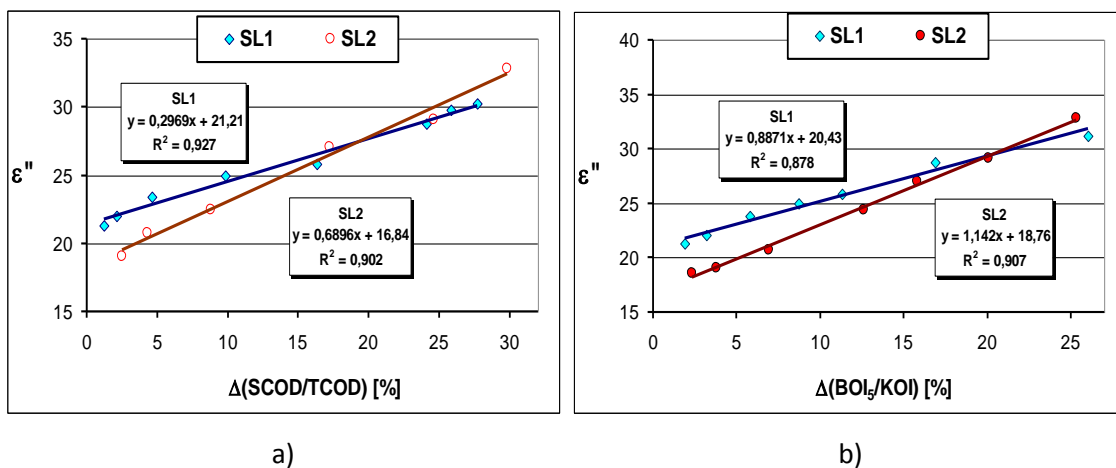 SL1 SL2
35
30
25
20
15
ε"
SL1
y = 0,2969x + 21,21
R² = 0,927
SL2
y = 0,6896x + 16,84
R² = 0,902
0 5 10 15 20 25 30
Δ(SCOD/TCOD) [%]
a)
SL1 SL2
40
35
30
25
20
15
ε"
SL1
y = 0,8871x + 20,43
R² = 0,878
SL2
y = 1,142x + 18,76
R² = 0,907
0 5 10 15 20 25
Δ(BOI₅/KOI) [%]
b)